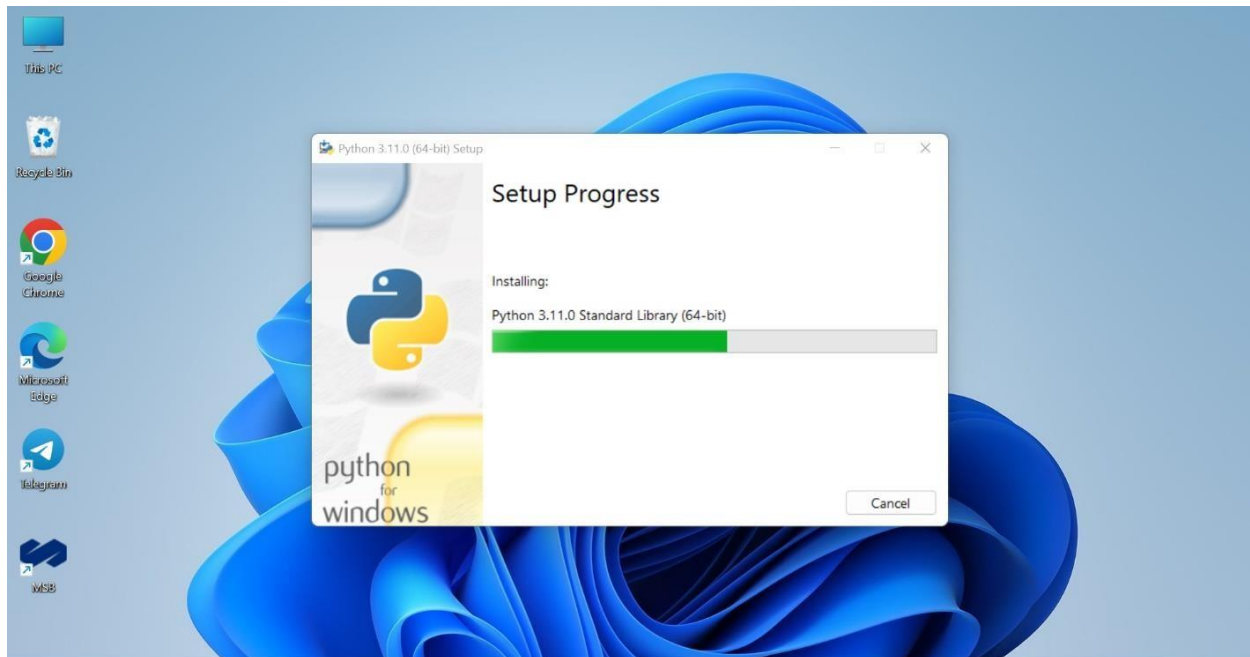 This PC
Recycle Bin
Google
Chrome
Microsoft
Edge
Telegram
MSB
Python 3.11.0 (64-bit) Setup
Setup Progress
Installing:
Python 3.11.0 Standard Library (64-bit)
python
for
windows
Cancel